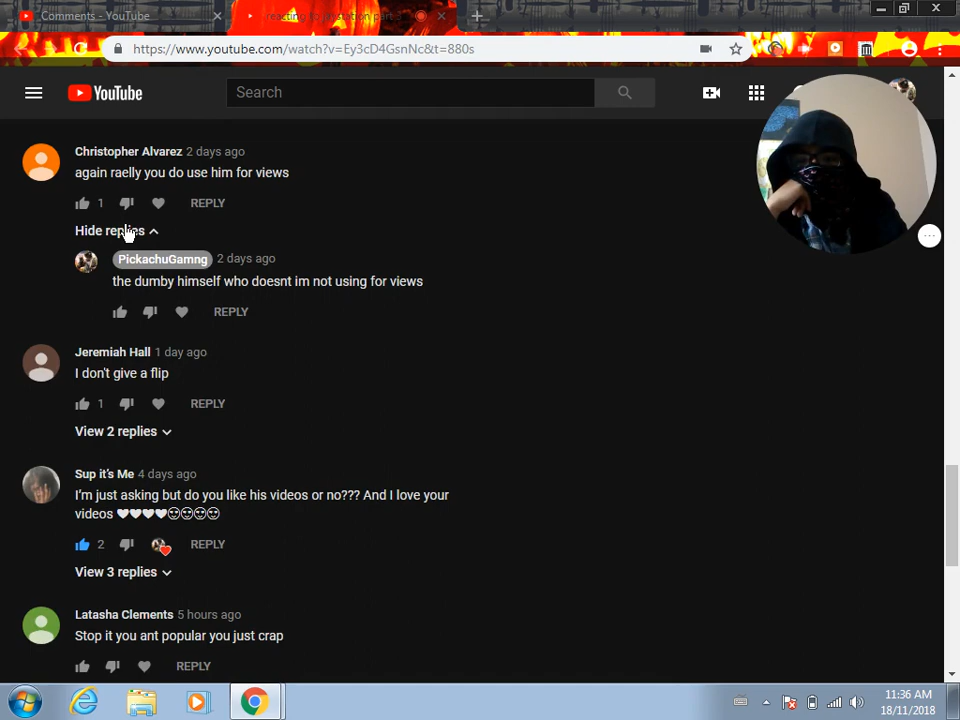 Comments - YouTube
reacting to jaystation part 3
https://www.youtube.com/watch?v=Ey3cD4GsnNc&t=880s
YouTube
Search
Christopher Alvarez 2 days ago
again raelly you do use him for views
1 REPLY
Hide replies
PickachuGamng 2 days ago
the dumby himself who doesnt im not using for views
REPLY
Jeremiah Hall 1 day ago
I don't give a flip
1 REPLY
View 2 replies
Sup it's Me 4 days ago
I'm just asking but do you like his videos or no??? And I love your
videos ♥♥♥♥😍😍😍😍
2 REPLY
View 3 replies
Latasha Clements 5 hours ago
Stop it you ant popular you just crap
REPLY
11:36 AM
18/11/2018